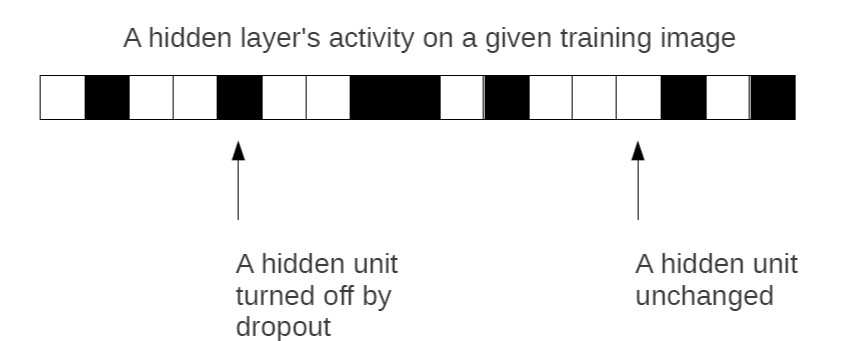 A hidden layer's activity on a given training image
A hidden unit
turned off by
dropout
A hidden unit
unchanged